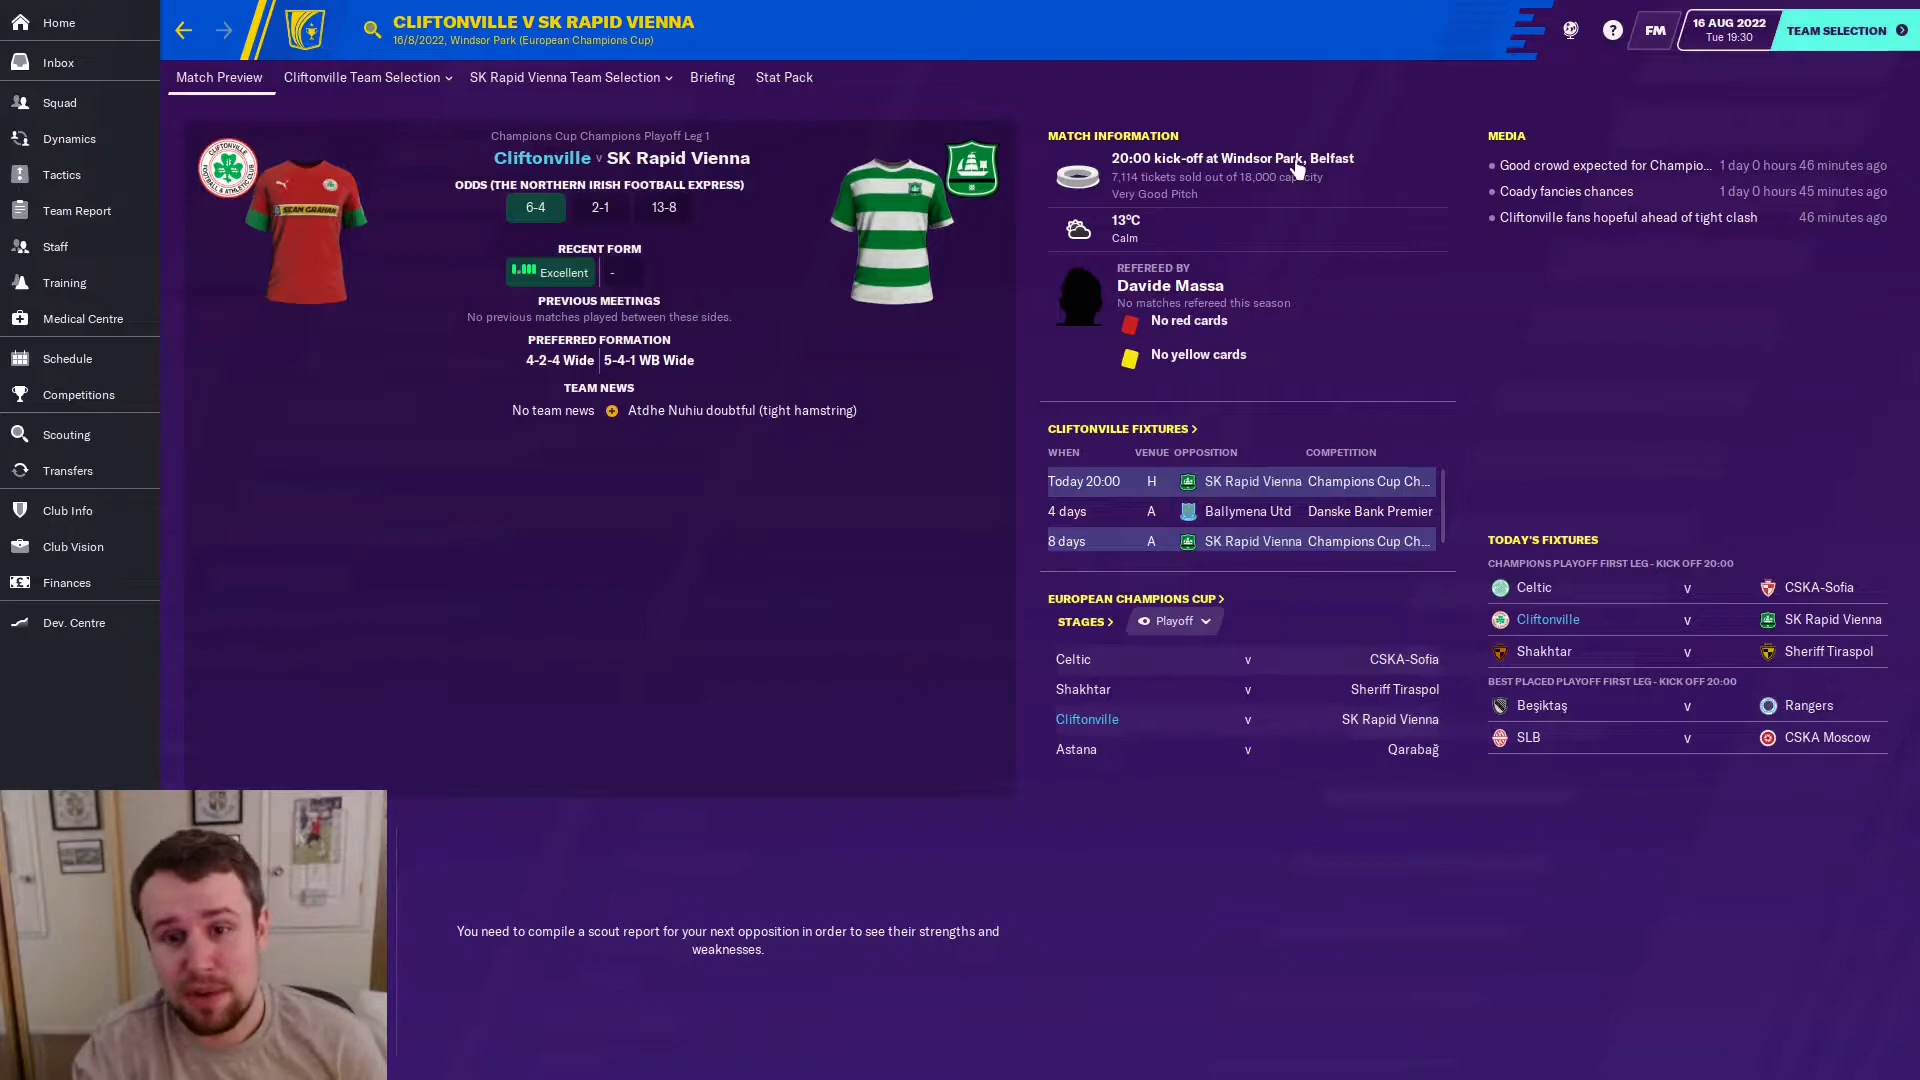 Home
Inbox
Squad
Dynamics
Tactics
Team Report
Staff
Training
Medical Centre
Schedule
Competitions
Scouting
Transfers
Club Info
Club Vision
Finances
Dev. Centre
CLIFTONVILLE V SK RAPID VIENNA
16/8/2022, Windsor Park (European Champions Cup)
?
FM
16 AUG 2022
Tue 19:30
TEAM SELECTION
Match Preview
Cliftonville Team Selection
SK Rapid Vienna Team Selection
Briefing
Stat Pack
Champions Cup Champions Playoff Leg 1
Cliftonville v SK Rapid Vienna
ODDS (THE NORTHERN IRISH FOOTBALL EXPRESS)
6-4 2-1 13-8
RECENT FORM
Excellent -
PREVIOUS MEETINGS
No previous matches played between these sides.
PREFERRED FORMATION
4-2-4 Wide 5-4-1 WB Wide
TEAM NEWS
No team news Atdhe Nuhiu doubtful (tight hamstring)
CLIFTONVILLE
SEAN GRAHAM
MATCH INFORMATION
20:00 kick-off at Windsor Park, Belfast
7,114 tickets sold out of 18,000 capacity
Very Good Pitch
13°C
Calm
REFEREED BY
Davide Massa
No matches refereed this season
No red cards
No yellow cards
CLIFTONVILLE FIXTURES >
WHEN VENUE OPPOSITION COMPETITION
Today 20:00 H SK Rapid Vienna Champions Cup Ch...
4 days A Ballymena Utd Danske Bank Premier
8 days A SK Rapid Vienna Champions Cup Ch...
EUROPEAN CHAMPIONS CUP >
STAGES > Playoff
Celtic v CSKA-Sofia
Shakhtar v Sheriff Tiraspol
Cliftonville v SK Rapid Vienna
Astana v Qarabağ
MEDIA
Good crowd expected for Champio... 1 day 0 hours 46 minutes ago
Coady fancies chances 1 day 0 hours 45 minutes ago
Cliftonville fans hopeful ahead of tight clash 46 minutes ago
TODAY'S FIXTURES
CHAMPIONS PLAYOFF FIRST LEG - KICK OFF 20:00
Celtic v CSKA-Sofia
Cliftonville v SK Rapid Vienna
Shakhtar v Sheriff Tiraspol
BEST PLACED PLAYOFF FIRST LEG - KICK OFF 20:00
Beşiktaş v Rangers
SLB v CSKA Moscow
You need to compile a scout report for your next opposition in order to see their strengths and
weaknesses.